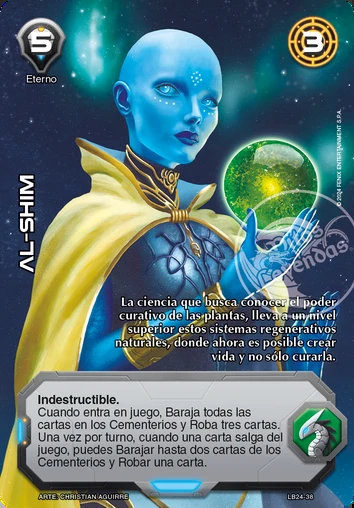 5
3
Eterno
© 2024 FENIX ENTERTAINMENT S.P.A.
AL-SHIM
Mitos
Leyendas
La ciencia que busca conocer el poder
curativo de las plantas, lleva a un nivel
superior estos sistemas regenerativos
naturales, donde ahora es posible crear
vida y no sólo curarla.
Indestructible.
Cuando entra en juego, Baraja todas las
cartas en los Cementerios y Roba tres cartas.
Una vez por turno, cuando una carta salga del
juego, puedes Barajar hasta dos cartas de los
Cementerios y Robar una carta.
ARTE: CHRISTIAN AGUIRRE
LB24-38